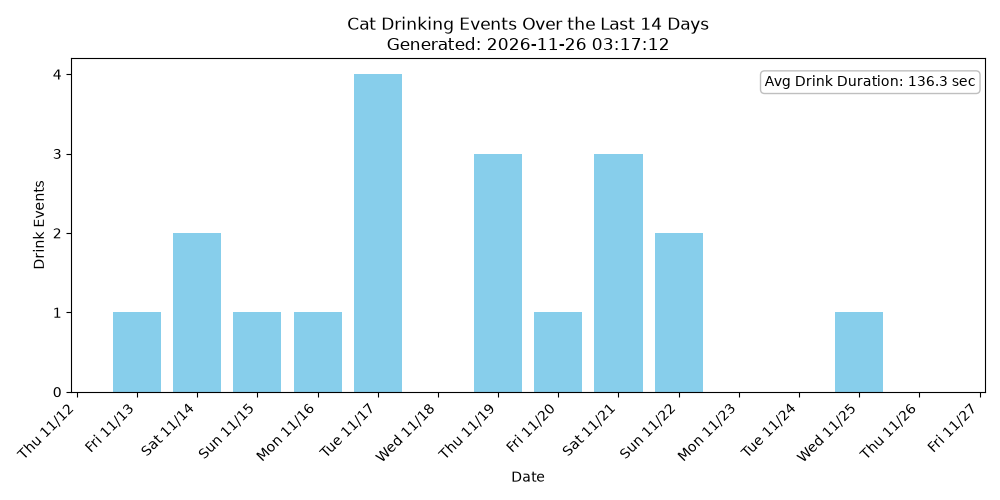 Cat Drinking Events Over the Last 14 Days
Generated: 2026-11-26 03:17:12
Avg Drink Duration: 136.3 sec
Drink Events
4
3
2
1
0
Thu 11/12
Fri 11/13
Sat 11/14
Sun 11/15
Mon 11/16
Tue 11/17
Wed 11/18
Thu 11/19
Fri 11/20
Sat 11/21
Sun 11/22
Mon 11/23
Tue 11/24
Wed 11/25
Thu 11/26
Fri 11/27
Date